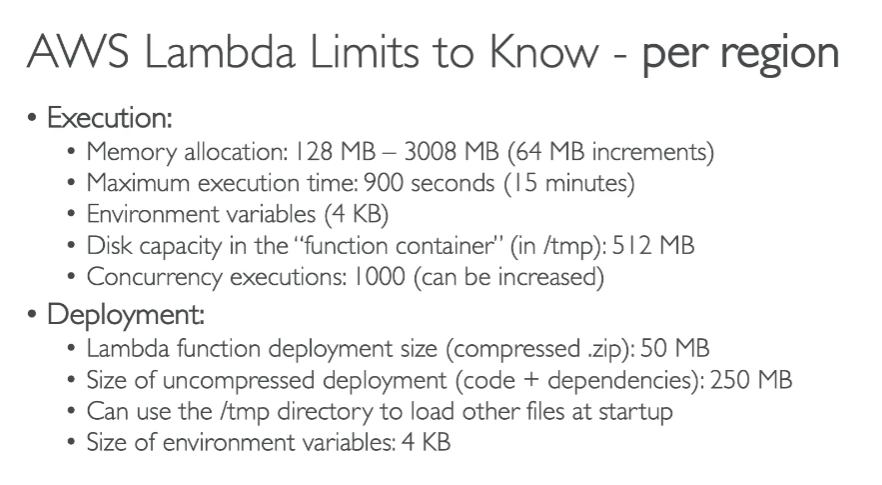 AWS Lambda Limits to Know - per region
• Execution:
• Memory allocation: 128 MB – 3008 MB (64 MB increments)
• Maximum execution time: 900 seconds (15 minutes)
• Environment variables (4 KB)
• Disk capacity in the “function container” (in /tmp): 512 MB
• Concurrency executions: 1000 (can be increased)
• Deployment:
• Lambda function deployment size (compressed .zip): 50 MB
• Size of uncompressed deployment (code + dependencies): 250 MB
• Can use the /tmp directory to load other files at startup
• Size of environment variables: 4 KB